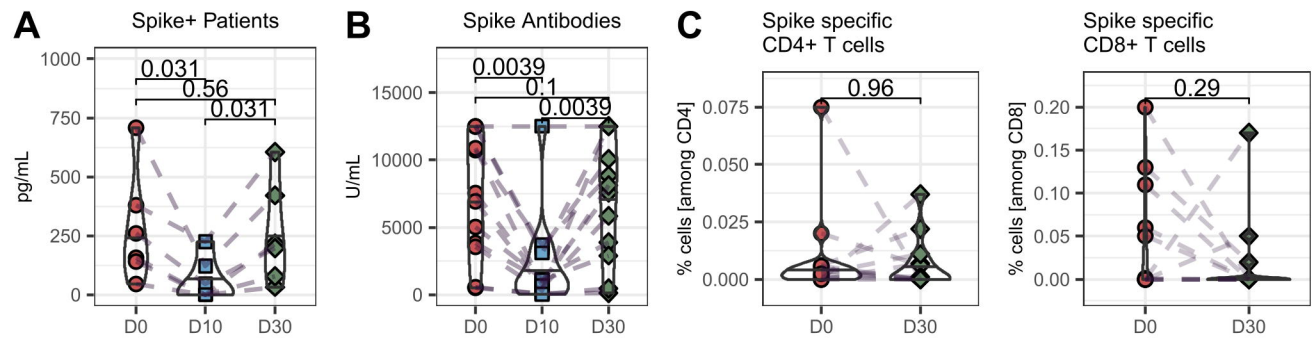 A
Spike+ Patients
1000
750
500
250
0
pg/mL
0.031
0.56
0.031
D0 D10 D30
B
Spike Antibodies
15000
10000
5000
0
U/mL
0.0039
0.1
0.0039
D0 D10 D30
C
Spike specific
CD4+ T cells
0.075
0.050
0.025
0.000
% cells [among CD4]
0.96
D0 D30
Spike specific
CD8+ T cells
0.20
0.15
0.10
0.05
0.00
% cells [among CD8]
0.29
D0 D30